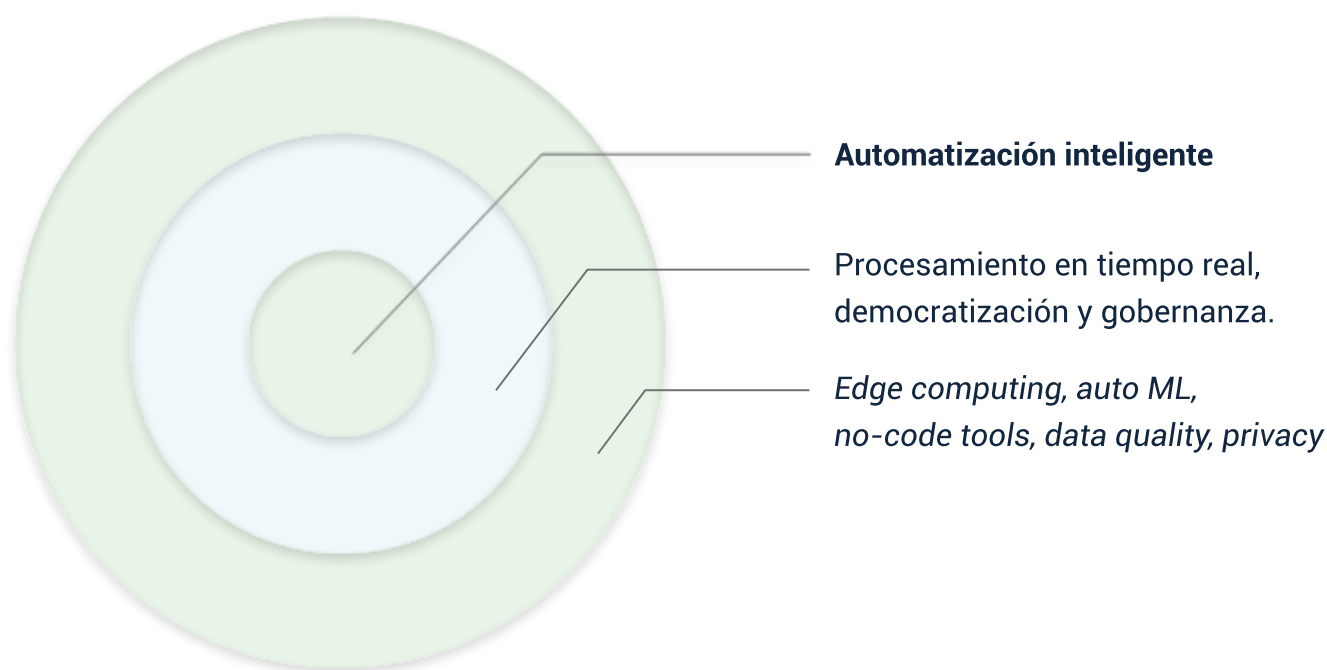 Automatización inteligente
Procesamiento en tiempo real,
democratización y gobernanza.
Edge computing, auto ML,
no-code tools, data quality, privacy